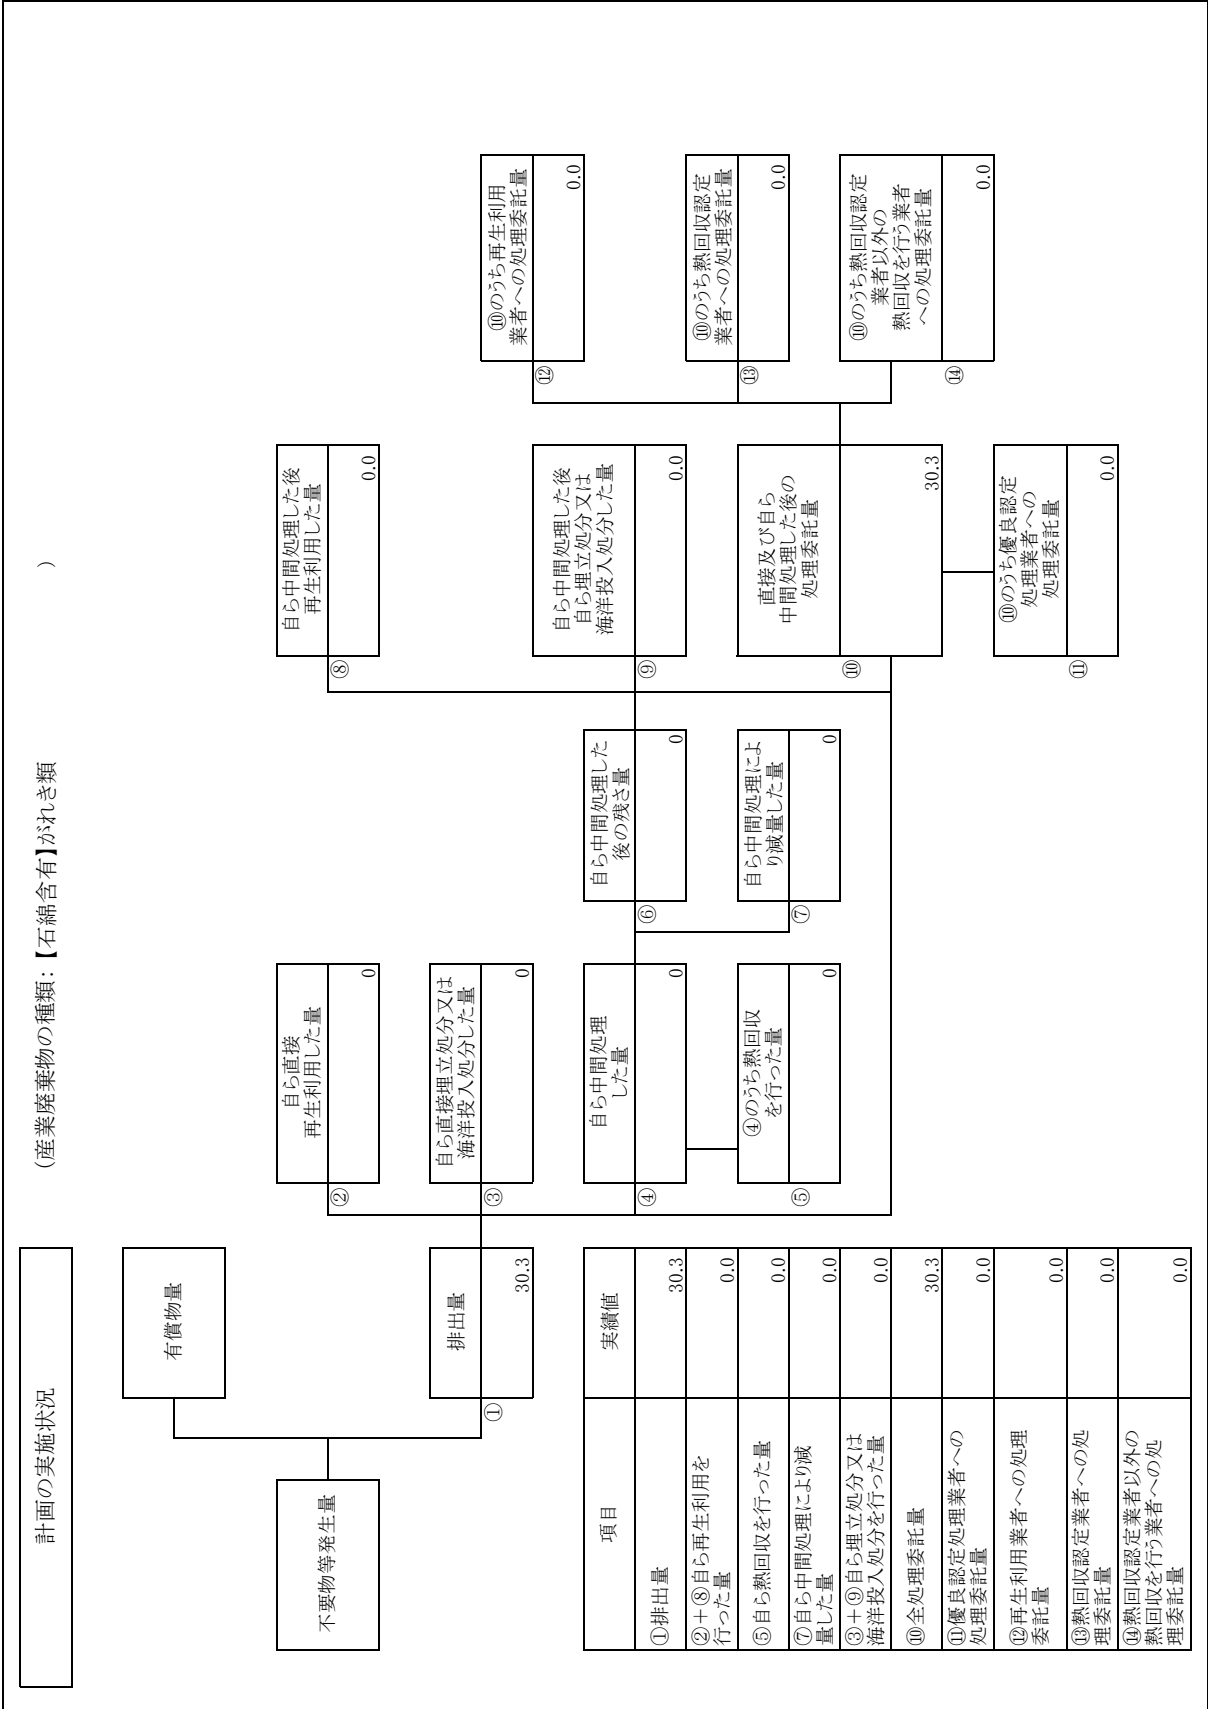 計画の実施状況
(産業廃棄物の種類：【石綿含有】がれき類
)
有償物量
不要物等発生量
排出量
①
30.3
自ら直接
再生利用した量
②
0
自ら直接埋立処分又は
海洋投入処分した量
③
0
自ら中間処理
した量
④
0
④のうち熱回収
を行った量
⑤
0
自ら中間処理した
後の残さ量
⑥
0
自ら中間処理によ
り減量した量
⑦
0
自ら中間処理した後
再生利用した量
⑧
0.0
自ら中間処理した後
自ら埋立処分又は
海洋投入処分した量
⑨
0.0
直接及び自ら
中間処理した後の
処理委託量
⑩
30.3
⑩のうち優良認定
処理業者への
処理委託量
⑪
0.0
⑩のうち再生利用
業者への処理委託量
⑫
0.0
⑩のうち熱回収認定
業者への処理委託量
⑬
0.0
⑩のうち熱回収認定
業者以外の
熱回収を行う業者
への処理委託量
⑭
0.0
項目
実績値
①排出量
30.3
②＋⑧自ら再生利用を
行った量
0.0
⑤自ら熱回収を行った量
0.0
⑦自ら中間処理により減
量した量
0.0
③＋⑨自ら埋立処分又は
海洋投入処分を行った量
0.0
⑩全処理委託量
30.3
⑪優良認定処理業者への
処理委託量
0.0
⑫再生利用業者への処理
委託量
0.0
⑬熱回収認定業者への処
理委託量
0.0
⑭熱回収認定業者以外の
熱回収を行う業者への処
理委託量
0.0